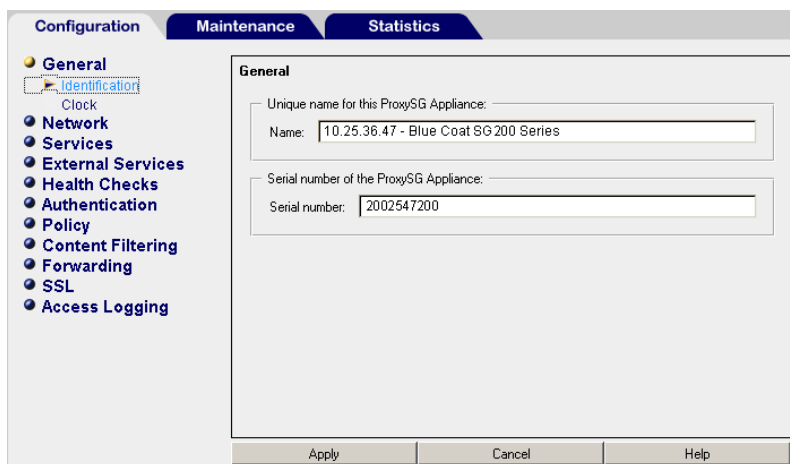 Configuration Maintenance Statistics
General
Identification
Clock
Network
Services
External Services
Health Checks
Authentication
Policy
Content Filtering
Forwarding
SSL
Access Logging
General
Unique name for this ProxySG Appliance:
Name: 10.25.36.47 - Blue Coat SG200 Series
Serial number of the ProxySG Appliance:
Serial number: 2002547200
Apply Cancel Help